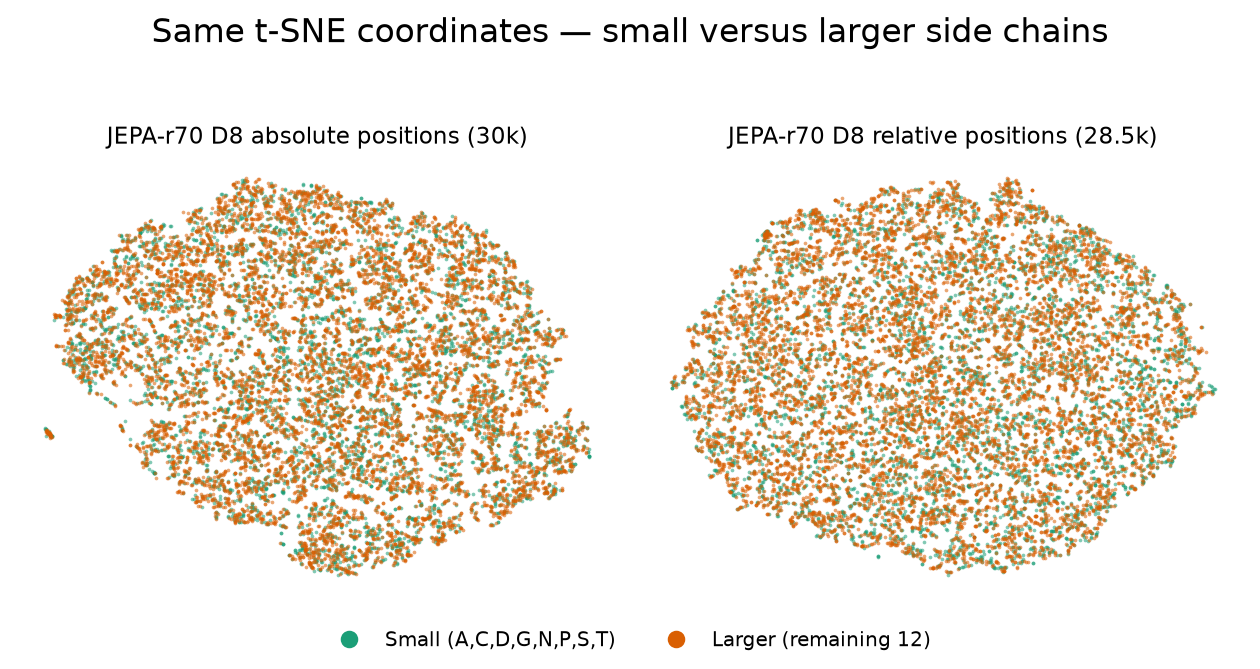 Same t-SNE coordinates — small versus larger side chains
JEPA-r70 D8 absolute positions (30k)
JEPA-r70 D8 relative positions (28.5k)
Small (A,C,D,G,N,P,S,T)
Larger (remaining 12)